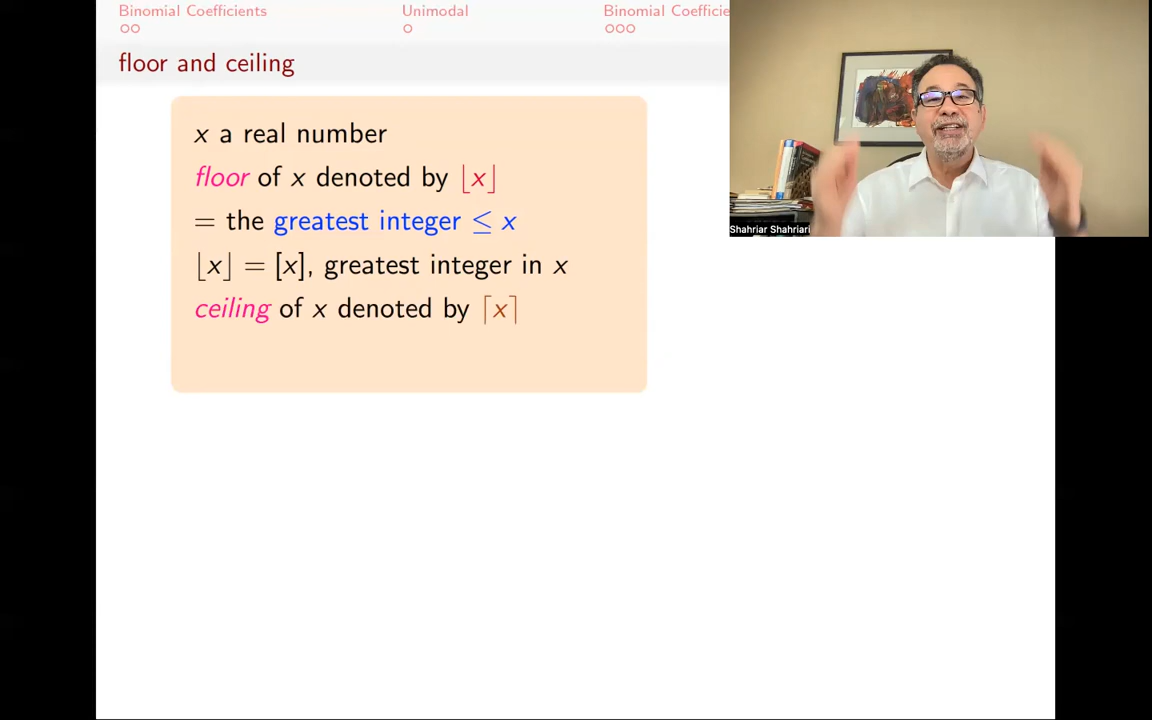 Binomial Coefficients
Unimodal
Binomial Coefficie
floor and ceiling
x a real number
floor of x denoted by ⌊x⌋
= the greatest integer ≤ x
⌊x⌋ = [x], greatest integer in x
ceiling of x denoted by ⌈x⌉
Shahriar Shahriari